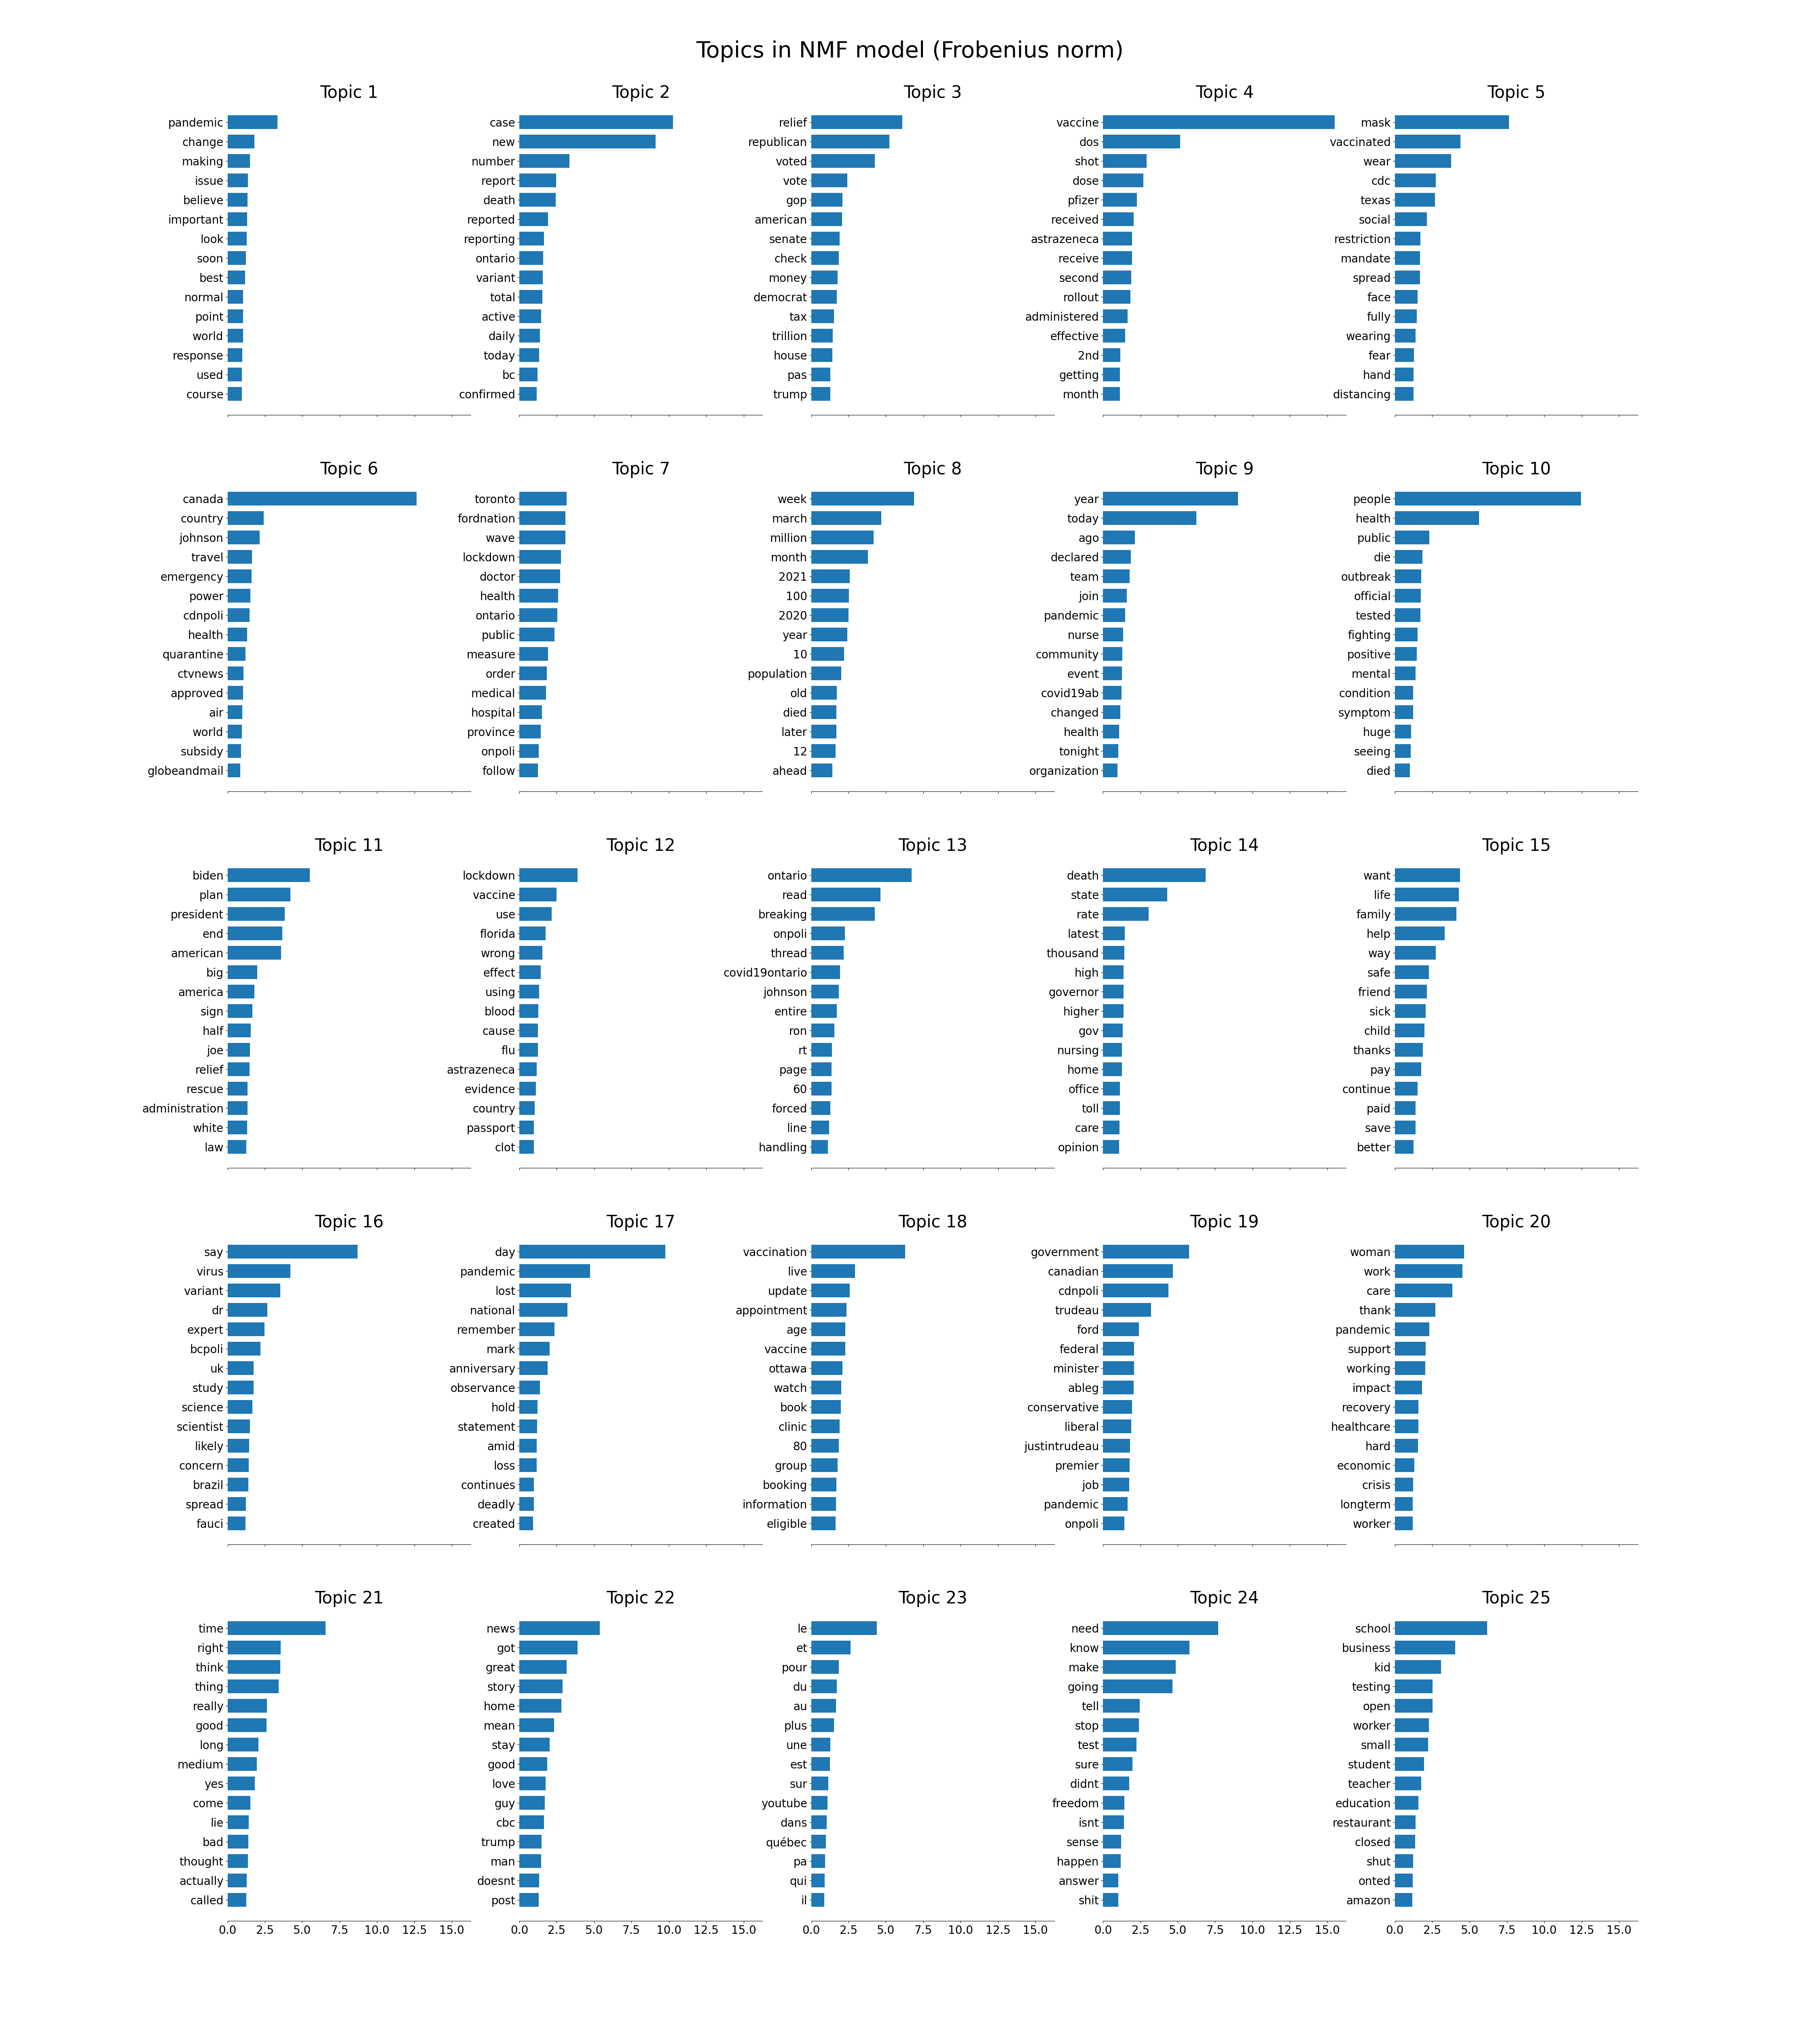 Topics in NMF model (Frobenius norm)
Topic 1
pandemic
change
making
issue
believe
important
look
soon
best
normal
point
world
response
used
course
Topic 2
case
new
number
report
death
reported
reporting
ontario
variant
total
active
daily
today
bc
confirmed
Topic 3
relief
republican
voted
vote
gop
american
senate
check
money
democrat
tax
trillion
house
pas
trump
Topic 4
vaccine
dos
shot
dose
pfizer
received
astrazeneca
receive
second
rollout
administered
effective
2nd
getting
month
Topic 5
mask
vaccinated
wear
cdc
texas
social
restriction
mandate
spread
face
fully
wearing
fear
hand
distancing
Topic 6
canada
country
johnson
travel
emergency
power
cdnpoli
health
quarantine
ctvnews
approved
air
world
subsidy
globeandmail
Topic 7
toronto
fordnation
wave
lockdown
doctor
health
ontario
public
measure
order
medical
hospital
province
onpoli
follow
Topic 8
week
march
million
month
2021
100
2020
year
10
population
old
died
later
12
ahead
Topic 9
year
today
ago
declared
team
join
pandemic
nurse
community
event
covid19ab
changed
health
tonight
organization
Topic 10
people
health
public
die
outbreak
official
tested
fighting
positive
mental
condition
symptom
huge
seeing
died
Topic 11
biden
plan
president
end
american
big
america
sign
half
joe
relief
rescue
administration
white
law
Topic 12
lockdown
vaccine
use
florida
wrong
effect
using
blood
cause
flu
astrazeneca
evidence
country
passport
clot
Topic 13
ontario
read
breaking
onpoli
thread
covid19ontario
johnson
entire
ron
rt
page
60
forced
line
handling
Topic 14
death
state
rate
latest
thousand
high
governor
higher
gov
nursing
home
office
toll
care
opinion
Topic 15
want
life
family
help
way
safe
friend
sick
child
thanks
pay
continue
paid
save
better
Topic 16
say
virus
variant
dr
expert
bcpoli
uk
study
science
scientist
likely
concern
brazil
spread
fauci
Topic 17
day
pandemic
lost
national
remember
mark
anniversary
observance
hold
statement
amid
loss
continues
deadly
created
Topic 18
vaccination
live
update
appointment
age
vaccine
ottawa
watch
book
clinic
80
group
booking
information
eligible
Topic 19
government
canadian
cdnpoli
trudeau
ford
federal
minister
ableg
conservative
liberal
justintrudeau
premier
job
pandemic
onpoli
Topic 20
woman
work
care
thank
pandemic
support
working
impact
recovery
healthcare
hard
economic
crisis
longterm
worker
Topic 21
time
right
think
thing
really
good
long
medium
yes
come
lie
bad
thought
actually
called
0.0 2.5 5.0 7.5 10.0 12.5 15.0
Topic 22
news
got
great
story
home
mean
stay
good
love
guy
cbc
trump
man
doesnt
post
0.0 2.5 5.0 7.5 10.0 12.5 15.0
Topic 23
le
et
pour
du
au
plus
une
est
sur
youtube
dans
québec
pa
qui
il
0.0 2.5 5.0 7.5 10.0 12.5 15.0
Topic 24
need
know
make
going
tell
stop
test
sure
didnt
freedom
isnt
sense
happen
answer
shit
0.0 2.5 5.0 7.5 10.0 12.5 15.0
Topic 25
school
business
kid
testing
open
worker
small
student
teacher
education
restaurant
closed
shut
onted
amazon
0.0 2.5 5.0 7.5 10.0 12.5 15.0